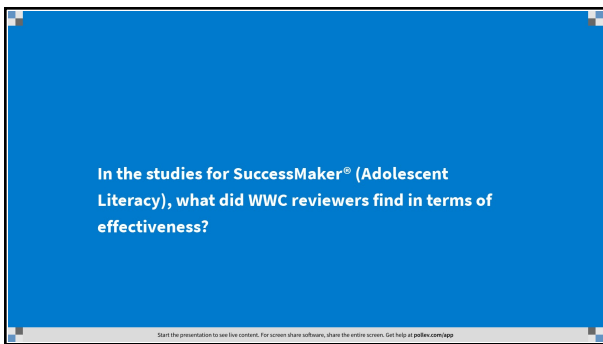 In the studies for SuccessMaker® (Adolescent
Literacy), what did WWC reviewers find in terms of
effectiveness?
Start the presentation to see live content. For screen share software, share the entire screen. Get help at pollev.com/app